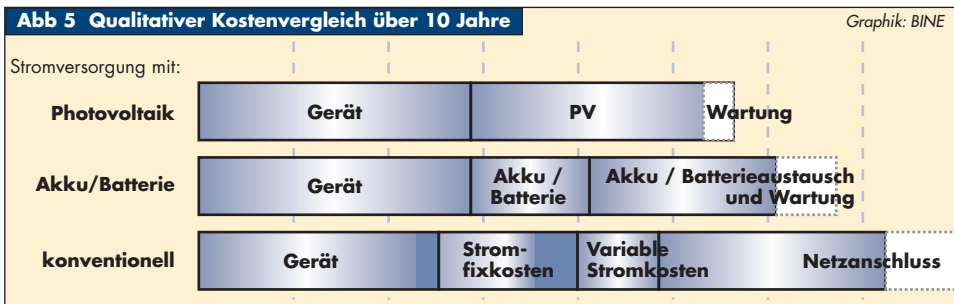 Abb 5 Qualitativer Kostenvergleich über 10 Jahre
Graphik: BINE
Stromversorgung mit:
Photovoltaik
Gerät
PV
Wartung
Akku/Batterie
Gerät
Akku /
Batterie
Akku / Batterieaustausch
und Wartung
konventionell
Gerät
Strom-
fixkosten
Variable
Stromkosten
Netzanschluss